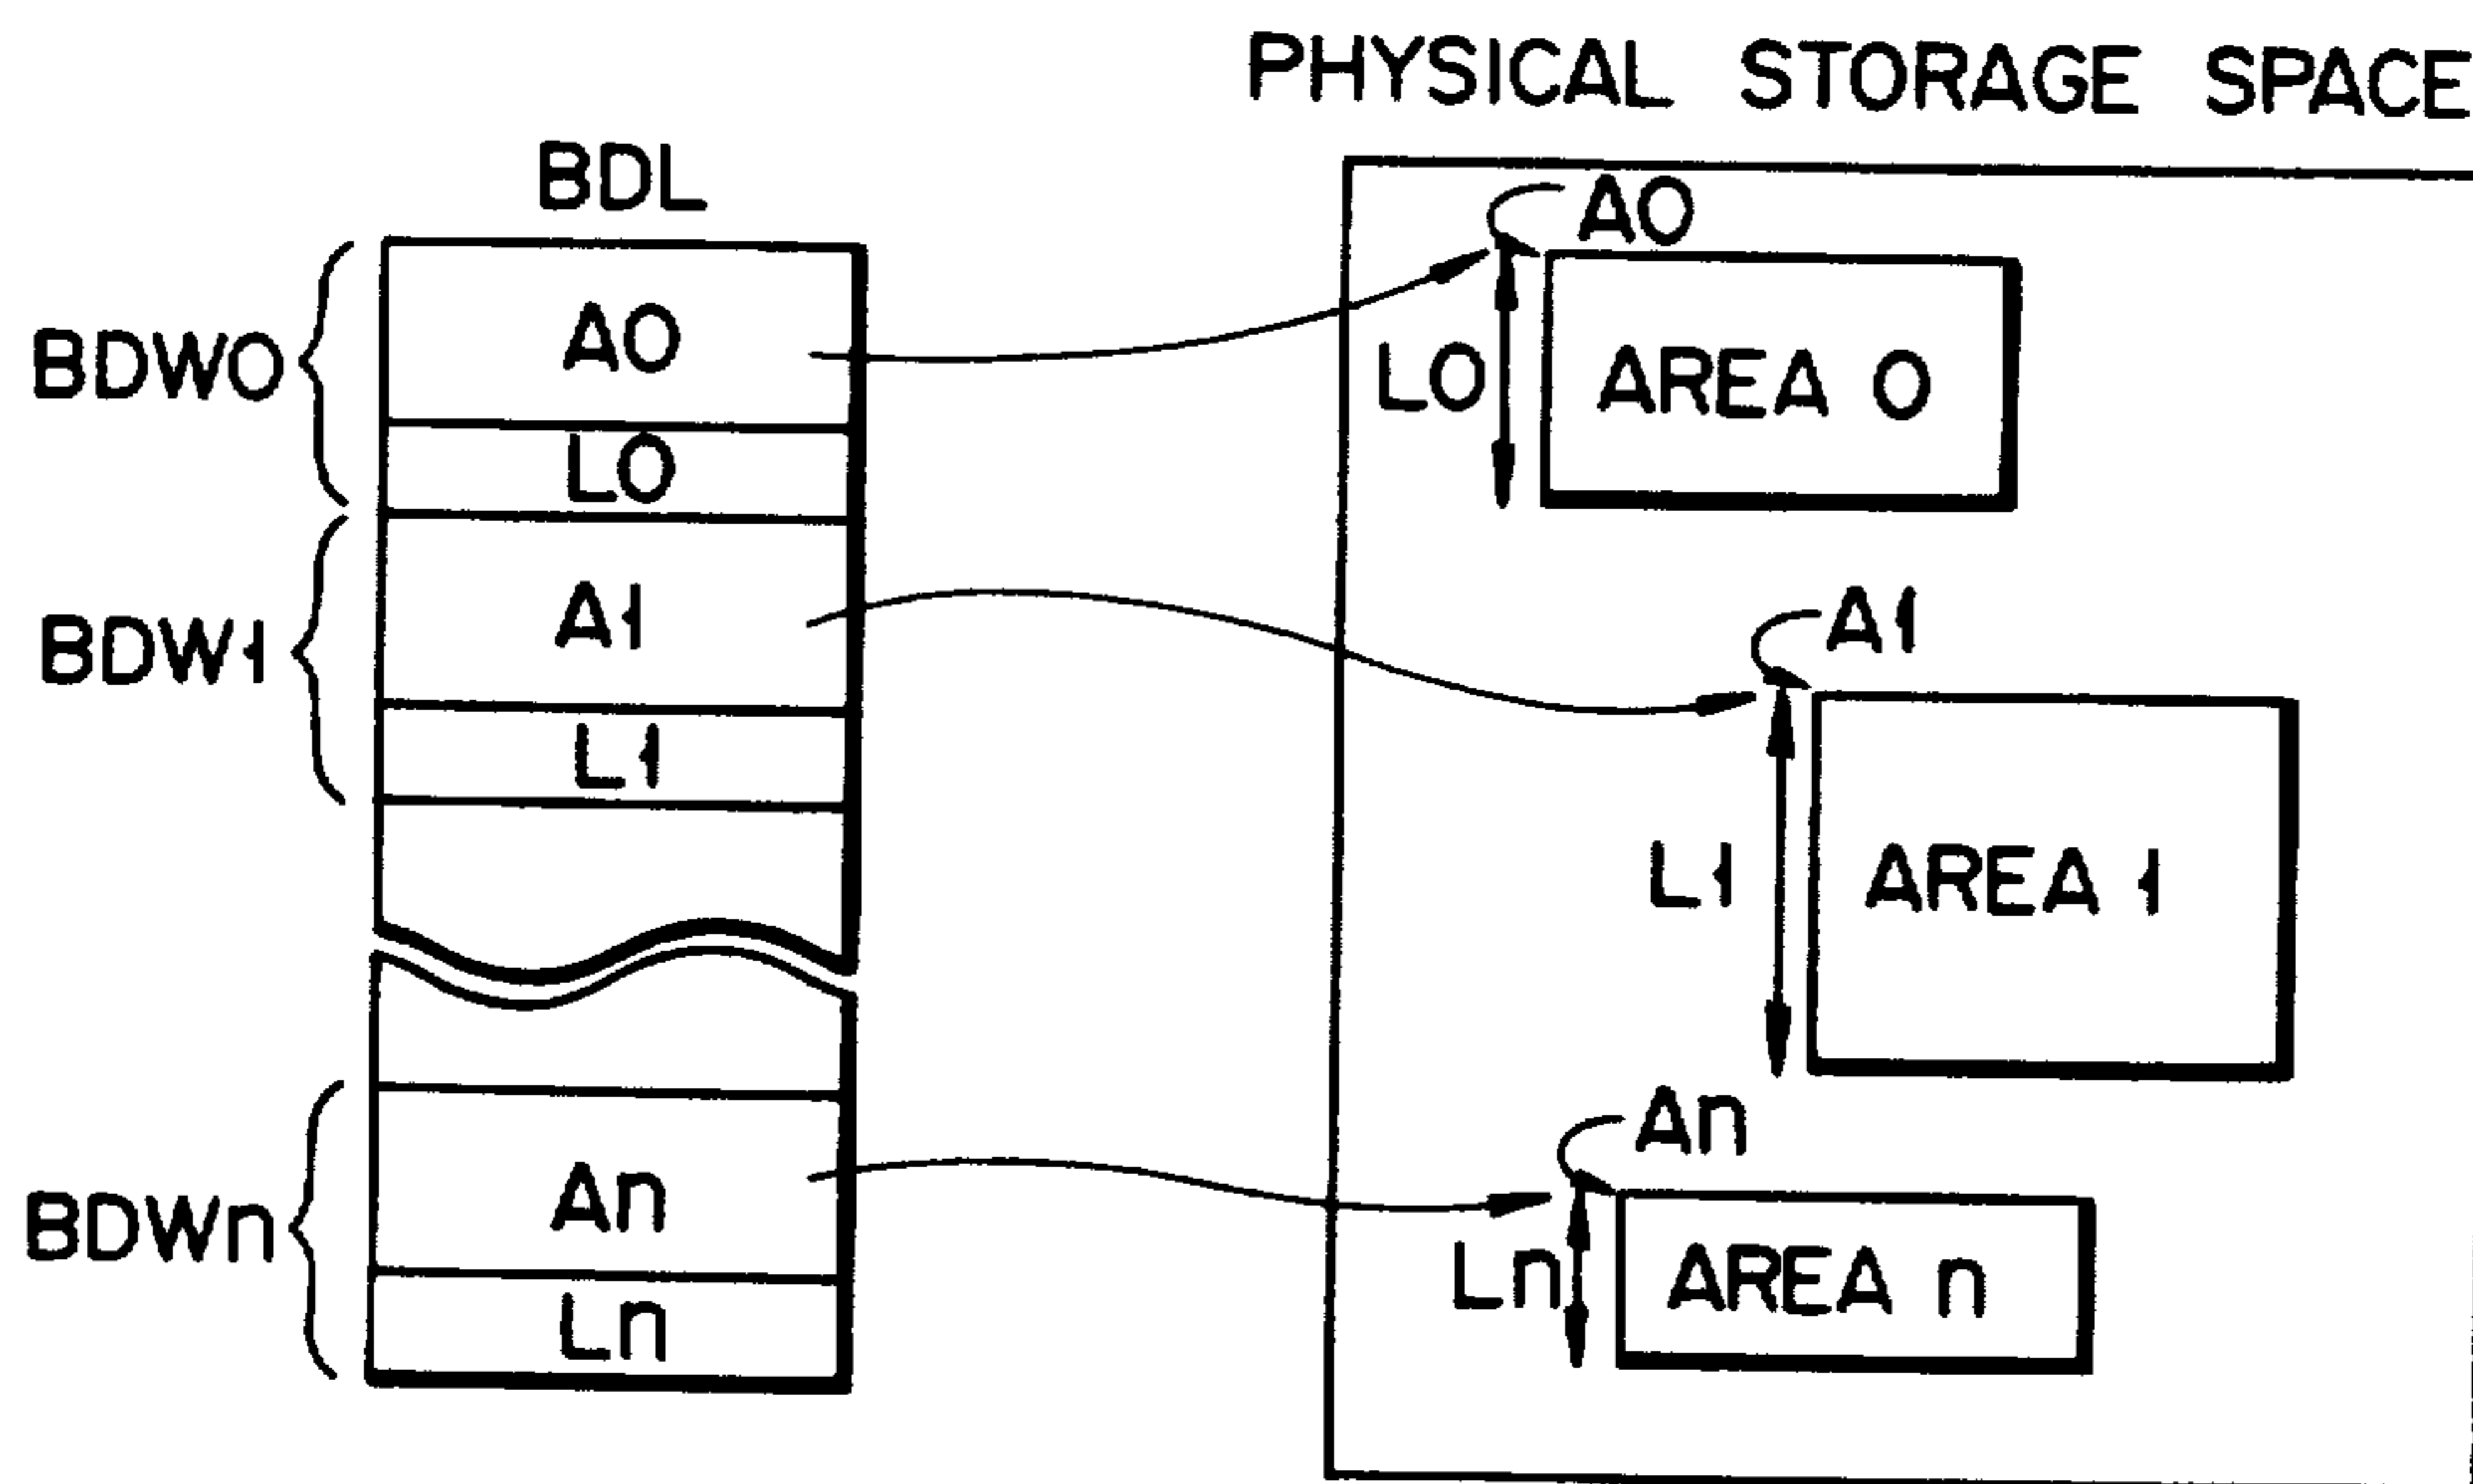 PHYSICAL STORAGE SPACE
BDL
BDW0
A0
L0
BDW1
A1
L1
BDWn
An
Ln
A0
L0
AREA 0
A1
L1
AREA 1
An
Ln
AREA n